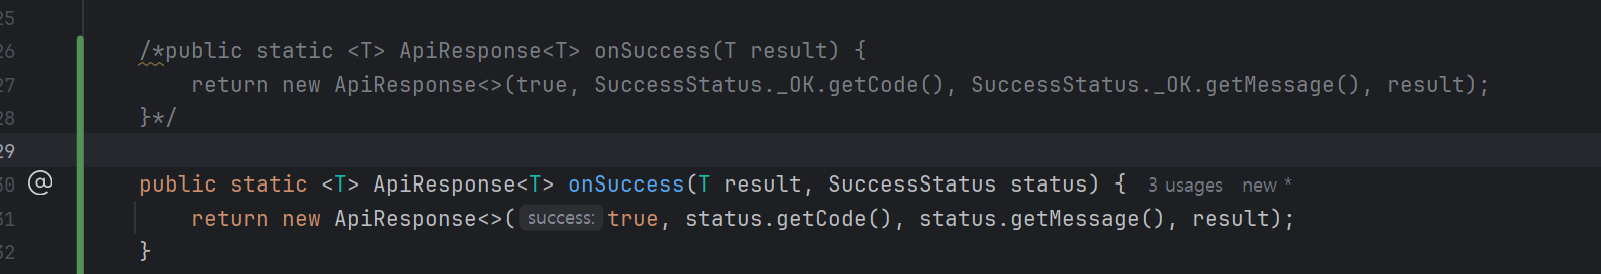 25
26 /*public static <T> ApiResponse<T> onSuccess(T result) {
27 return new ApiResponse<>(true, SuccessStatus._OK.getCode(), SuccessStatus._OK.getMessage(), result);
28 }*/
29
30 @ public static <T> ApiResponse<T> onSuccess(T result, SuccessStatus status) { 3 usages new *
31 return new ApiResponse<>( success: true, status.getCode(), status.getMessage(), result);
32 }